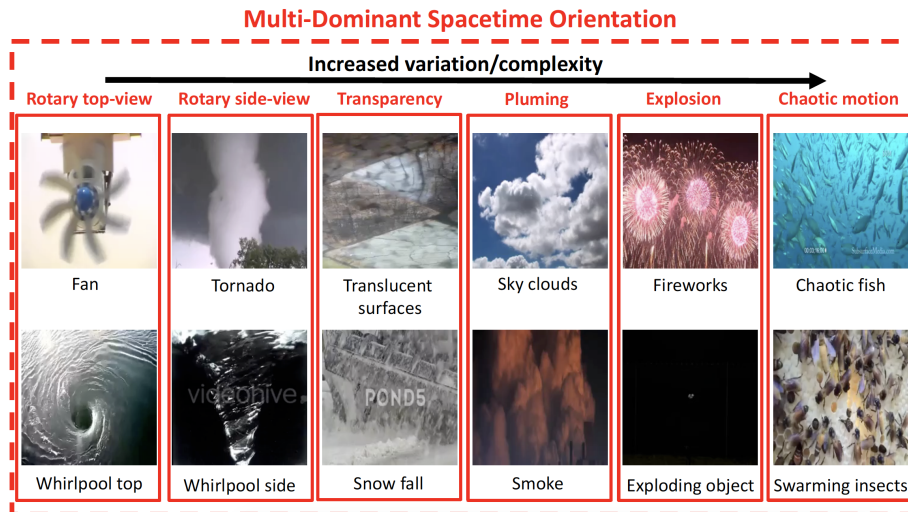 Multi-Dominant Spacetime Orientation
Increased variation/complexity
Rotary top-view
Rotary side-view
Transparency
Pluming
Explosion
Chaotic motion
Fan
Tornado
Translucent
surfaces
Sky clouds
Fireworks
Chaotic fish
videohive
POND5
Whirlpool top
Whirlpool side
Snow fall
Smoke
Exploding object
Swarming insects